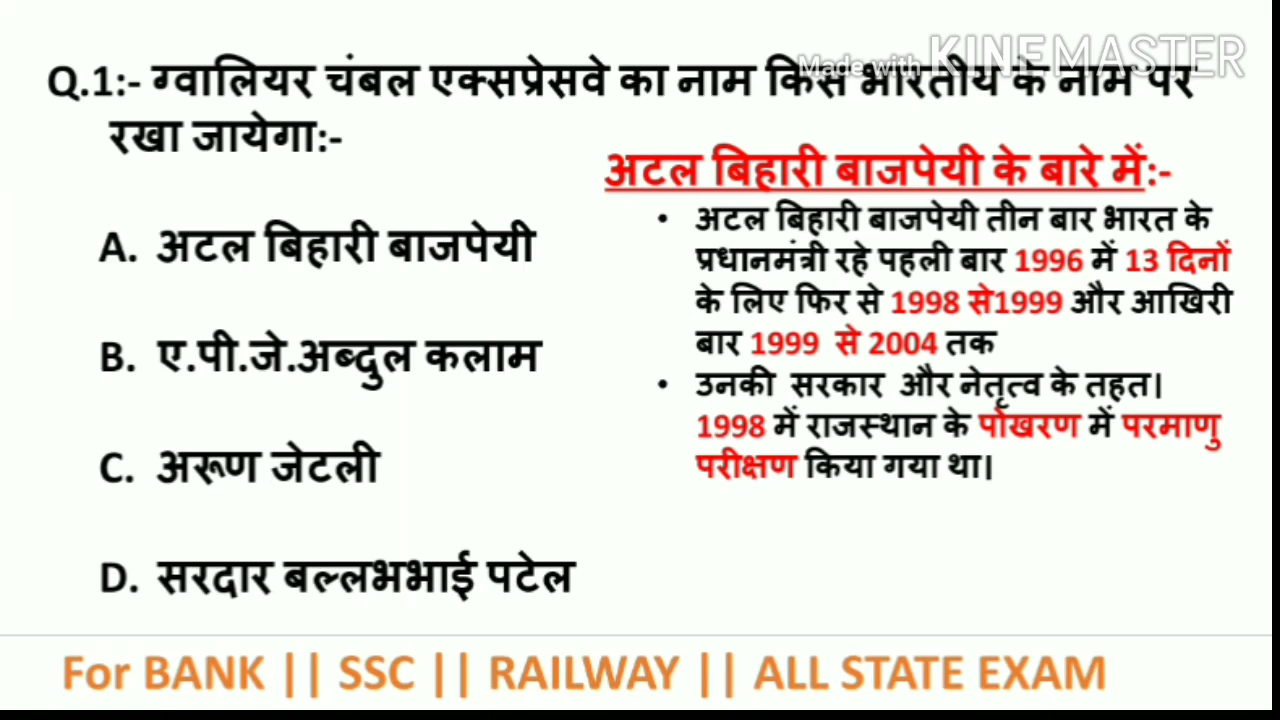 Made with KINEMASTER
Q.1:- ग्वालियर चंबल एक्सप्रेसवे का नाम किस भारतीय के नाम पर
रखा जायेगा:-
A. अटल बिहारी बाजपेयी
B. ए.पी.जे.अब्दुल कलाम
C. अरूण जेटली
D. सरदार बल्लभभाई पटेल
अटल बिहारी बाजपेयी के बारे में:-
• अटल बिहारी बाजपेयी तीन बार भारत के
प्रधानमंत्री रहे पहली बार 1996 में 13 दिनों
के लिए फिर से 1998 से1999 और आखिरी
बार 1999 से 2004 तक
• उनकी सरकार और नेतृत्व के तहत।
1998 में राजस्थान के पोखरण में परमाणु
परीक्षण किया गया था।
For BANK || SSC || RAILWAY || ALL STATE EXAM